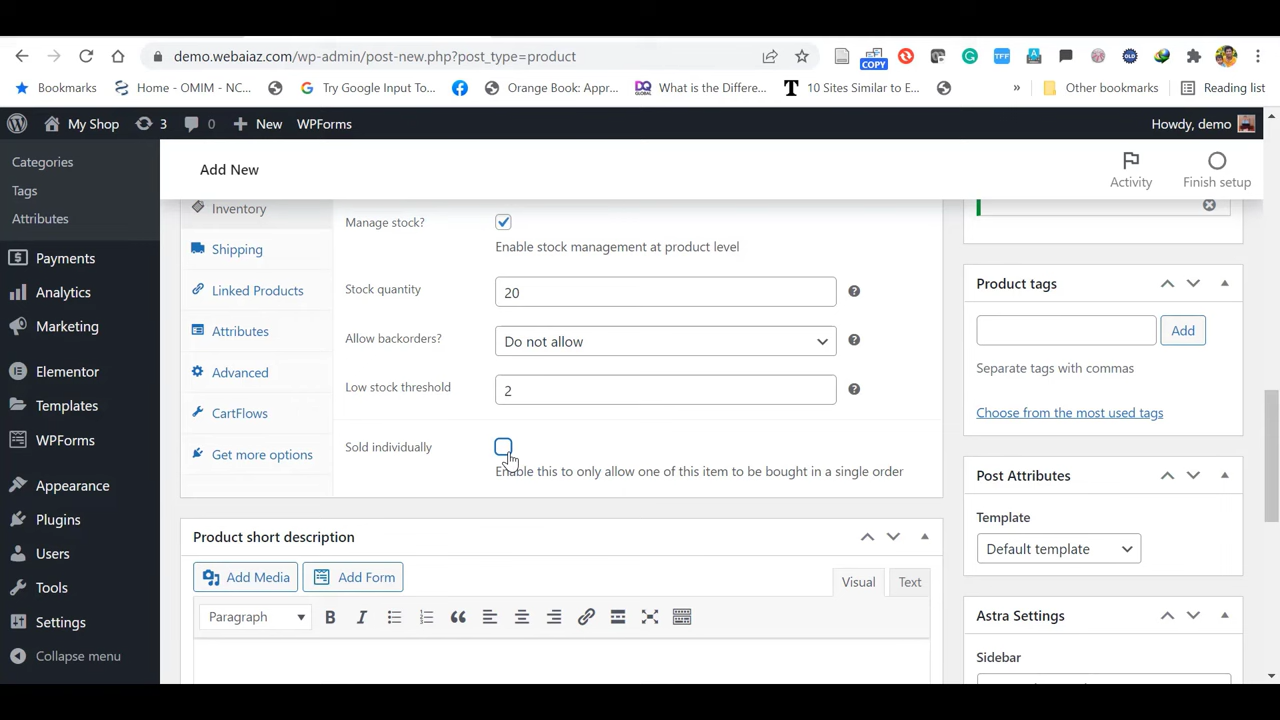 demo.webaiaz.com/wp-admin/post-new.php?post_type=product
COPY
TFF
OLD
Bookmarks
Home - OMIM - NC...
Try Google Input To...
Orange Book: Appr...
DQ
GLOBAL
What is the Differe...
T
10 Sites Similar to E...
»
Other bookmarks
Reading list
My Shop
3
0
New
WPForms
Howdy, demo
Categories
Tags
Attributes
Payments
Analytics
Marketing
Elementor
Templates
WPForms
Appearance
Plugins
Users
Tools
Settings
Collapse menu
Add New
Activity
Finish setup
Inventory
Shipping
Linked Products
Attributes
Advanced
CartFlows
Get more options
Manage stock?
Enable stock management at product level
Stock quantity
20
Allow backorders?
Do not allow
Low stock threshold
2
Sold individually
Enable this to only allow one of this item to be bought in a single order
Product short description
Add Media
Add Form
Visual
Text
Paragraph
Product tags
Add
Separate tags with commas
Choose from the most used tags
Post Attributes
Template
Default template
Astra Settings
Sidebar